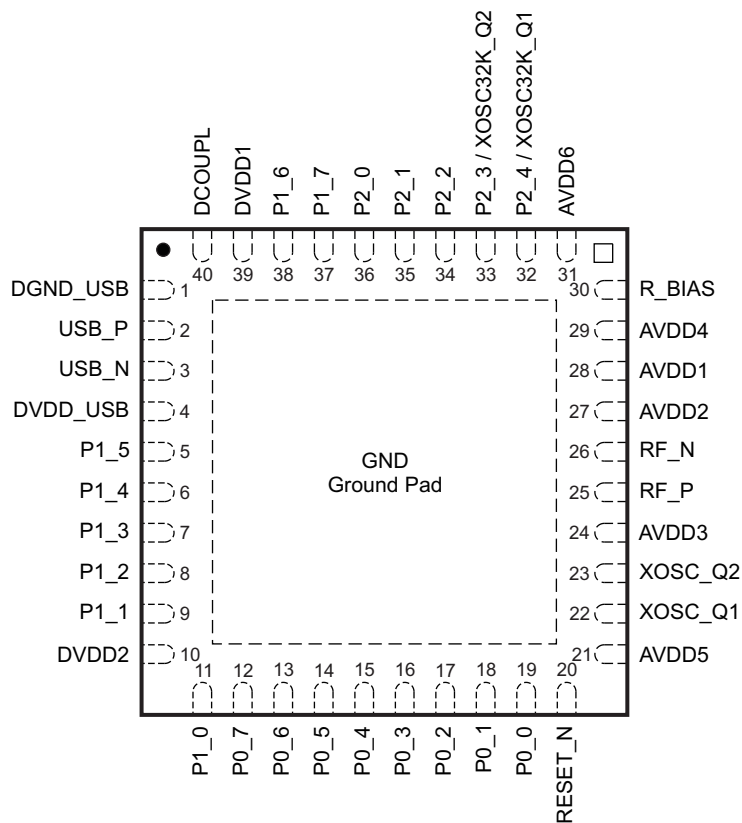 DCOUPL
DVDD1
P1_6
P1_7
P2_0
P2_1
P2_2
P2_3 / XOSC32K_Q2
P2_4 / XOSC32K_Q1
AVDD6
40 39 38 37 36 35 34 33 32 31
DGND_USB 1
30 R_BIAS
USB_P 2
29 AVDD4
USB_N 3
28 AVDD1
DVDD_USB 4
27 AVDD2
P1_5 5
26 RF_N
P1_4 6
25 RF_P
P1_3 7
24 AVDD3
P1_2 8
23 XOSC_Q2
P1_1 9
22 XOSC_Q1
DVDD2 10
21 AVDD5
GND
Ground Pad
11 12 13 14 15 16 17 18 19 20
P1_0
P0_7
P0_6
P0_5
P0_4
P0_3
P0_2
P0_1
P0_0
RESET_N